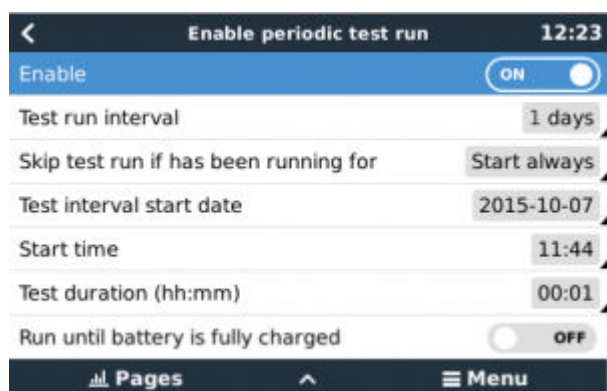 Enable periodic test run 12:23
Enable ON
Test run interval 1 days
Skip test run if has been running for Start always
Test interval start date 2015-10-07
Start time 11:44
Test duration (hh:mm) 00:01
Run until battery is fully charged OFF
Pages Menu